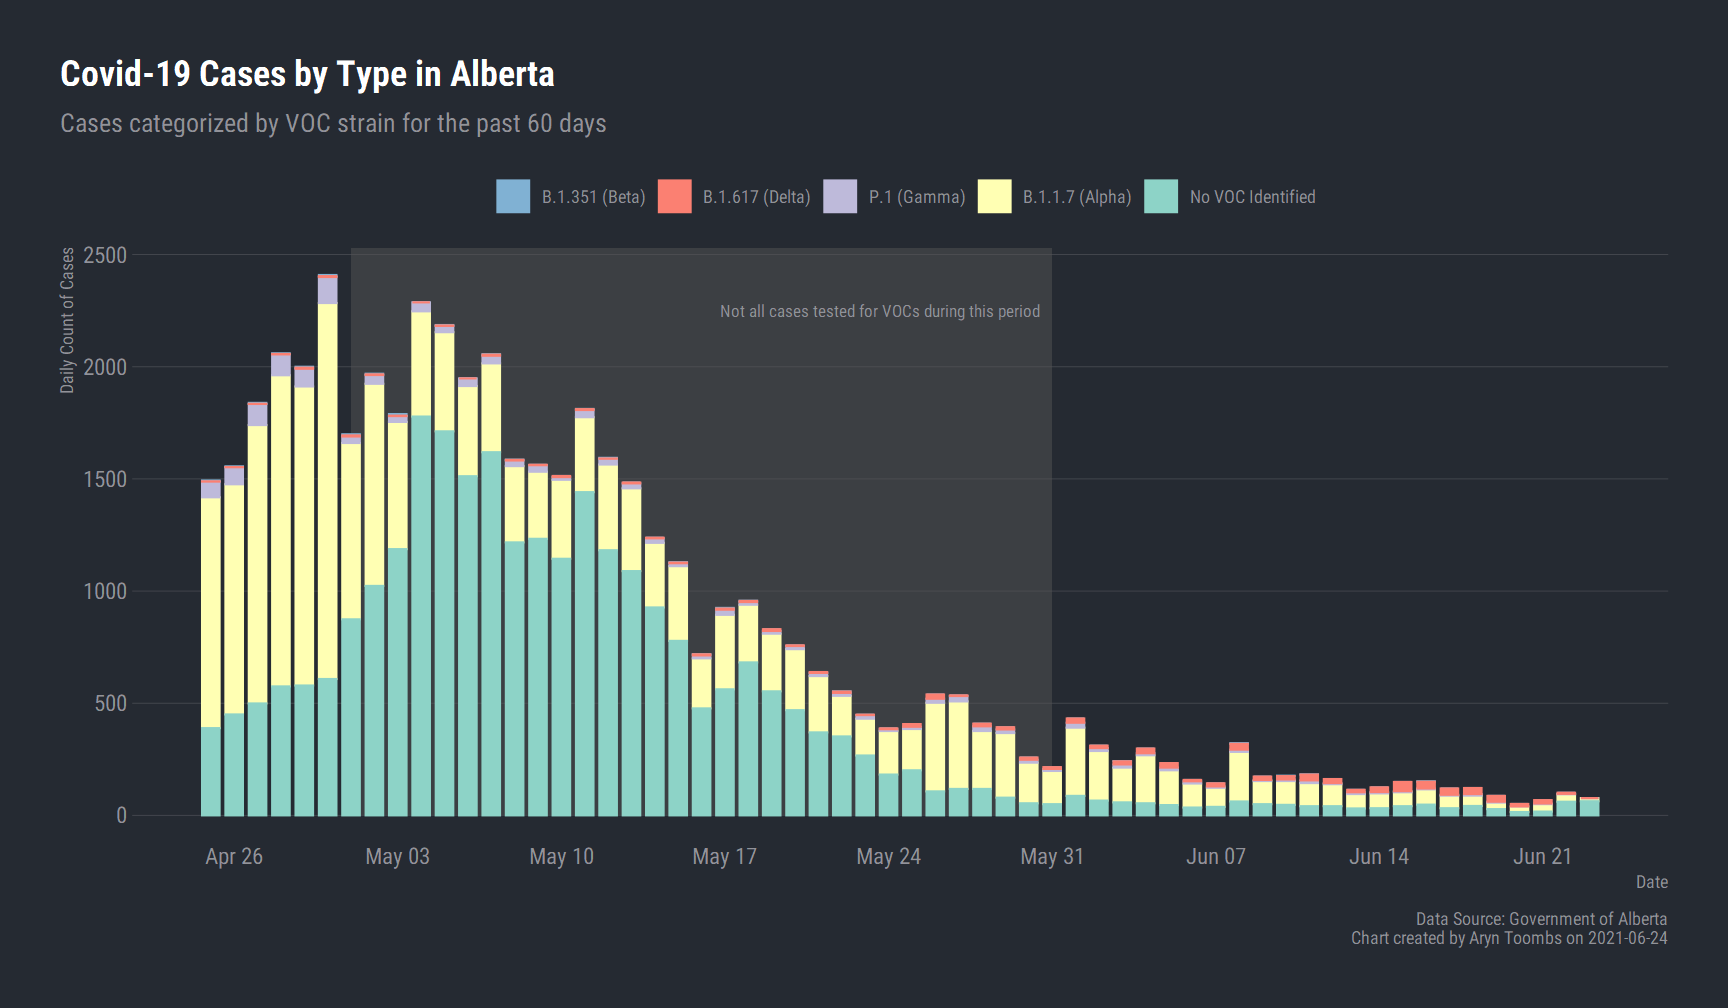 Covid-19 Cases by Type in Alberta
Cases categorized by VOC strain for the past 60 days
B.1.351 (Beta) B.1.617 (Delta) P.1 (Gamma) B.1.1.7 (Alpha) No VOC Identified
Daily Count of Cases
2500
Not all cases tested for VOCs during this period
2000
1500
1000
500
0
Apr 26 May 03 May 10 May 17 May 24 May 31 Jun 07 Jun 14 Jun 21
Date
Data Source: Government of Alberta
Chart created by Aryn Toombs on 2021-06-24